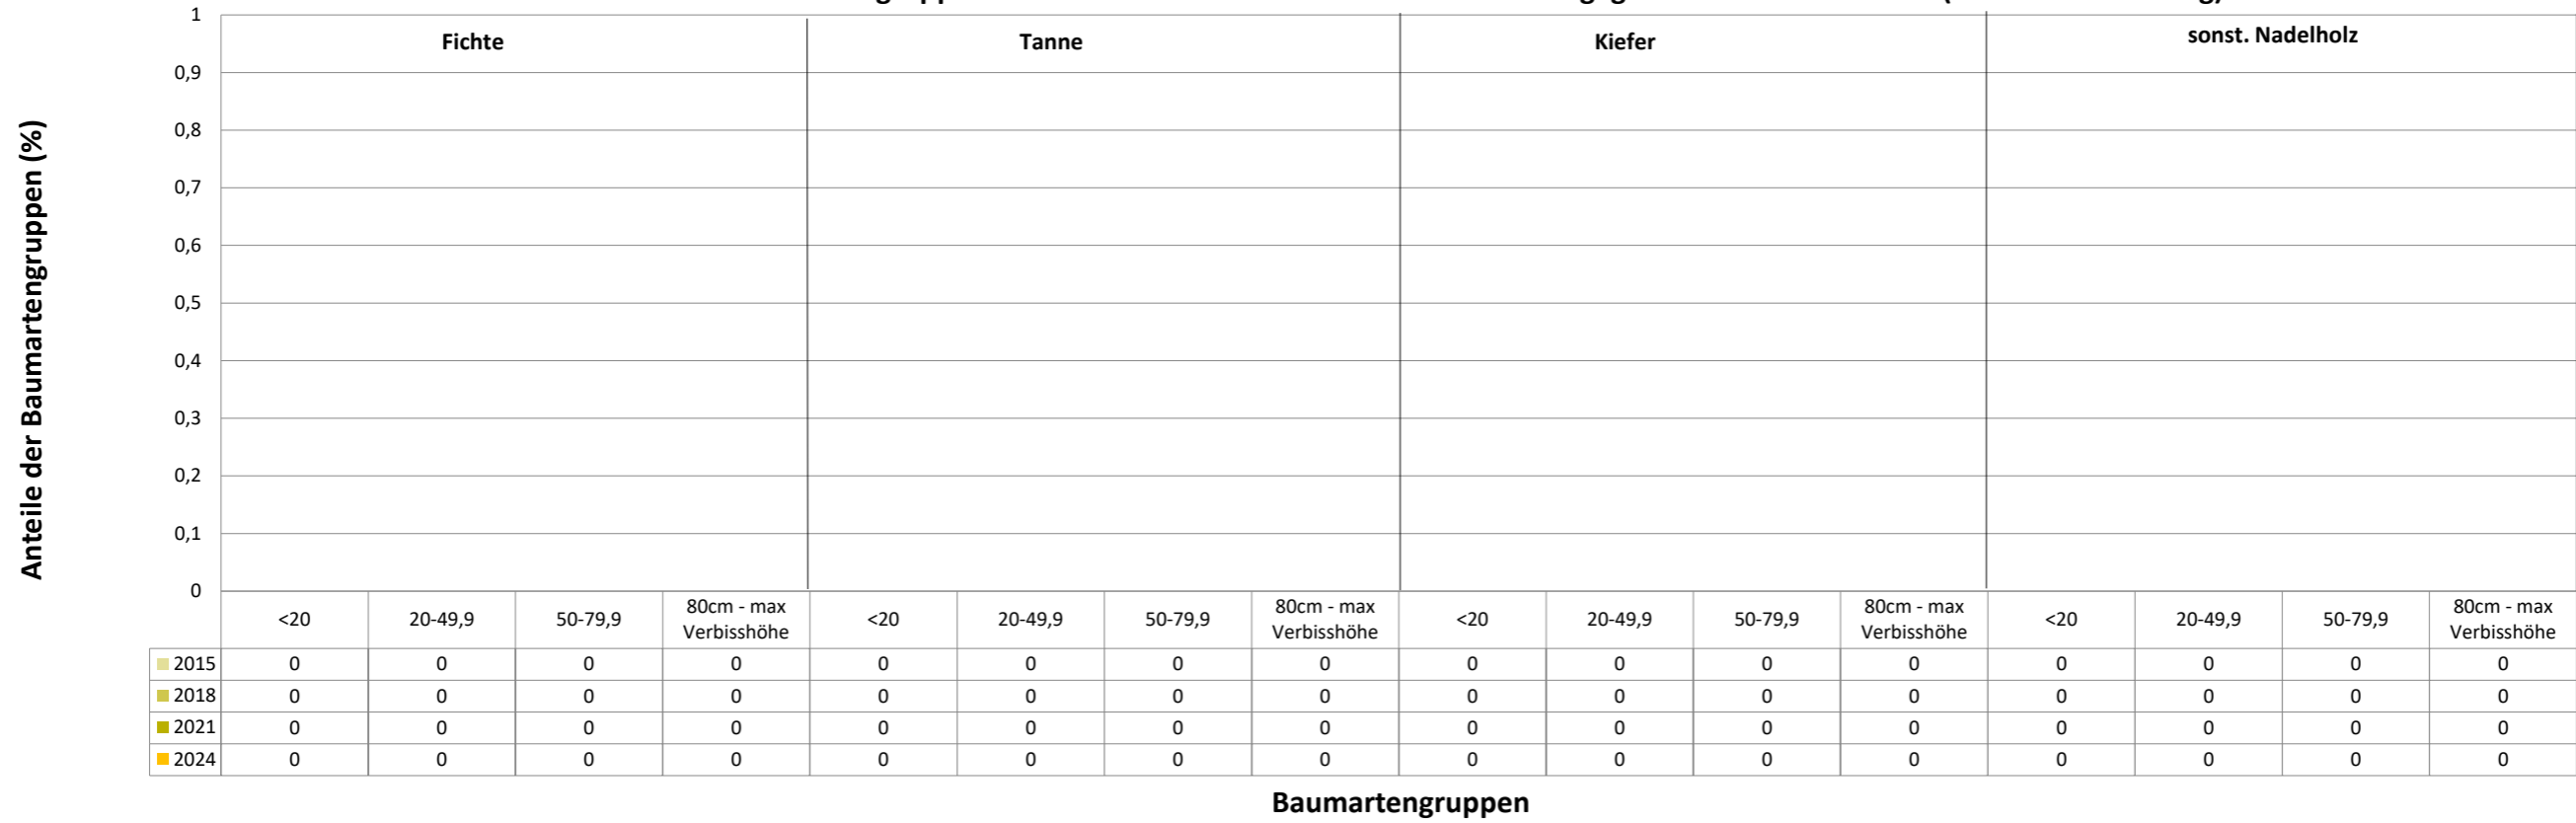 Fichte Tanne Kiefer sonst. Nadelholz
Anteile der Baumartengruppen (%)
1
0,9
0,8
0,7
0,6
0,5
0,4
0,3
0,2
0,1
0
<20 20-49,9 50-79,9 80cm - max Verbisshöhe <20 20-49,9 50-79,9 80cm - max Verbisshöhe <20 20-49,9 50-79,9 80cm - max Verbisshöhe <20 20-49,9 50-79,9 80cm - max Verbisshöhe
2015 0 0 0 0 0 0 0 0 0 0 0 0 0 0 0 0
2018 0 0 0 0 0 0 0 0 0 0 0 0 0 0 0 0
2021 0 0 0 0 0 0 0 0 0 0 0 0 0 0 0 0
2024 0 0 0 0 0 0 0 0 0 0 0 0 0 0 0 0
Baumartengruppen